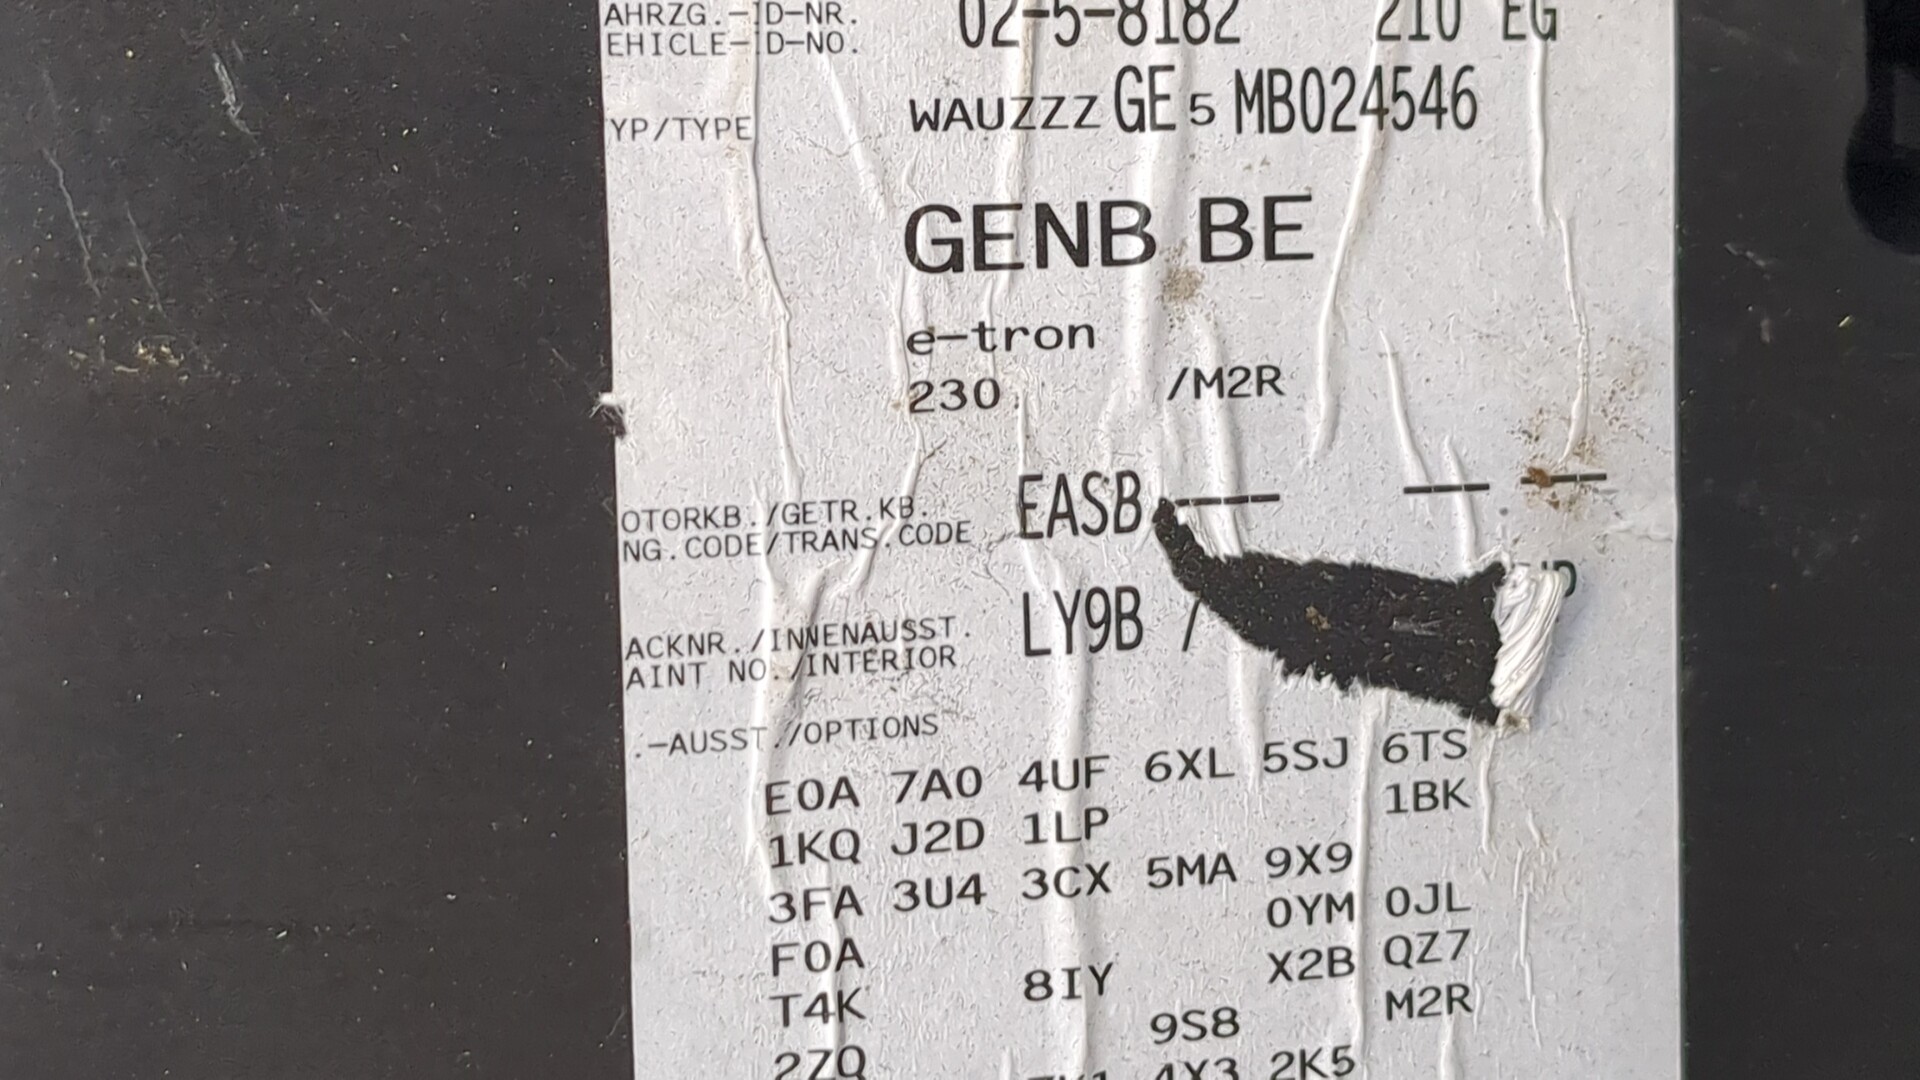 AHRZG.-ID-NR. 02-5-8182 210 EG
EHICLE-ID-NO.
WAUZZZ GE 5 MB024546
YP/TYPE
GENB BE
e-tron
230 /M2R
EASB ---- --- ---
OTORKB./GETR.KB.
NG.CODE/TRANS.CODE
LY9B /
ACKNR./INNENAUSST.
AINT NO./INTERIOR
.-AUSST./OPTIONS
E0A 7A0 4UF 6XL 5SJ 6TS
1KQ J2D 1LP 1BK
3FA 3U4 3CX 5MA 9X9
F0A 0YM 0JL
T4K 8IY X2B QZ7
9S8 M2R
2ZQ 4X3 2K5